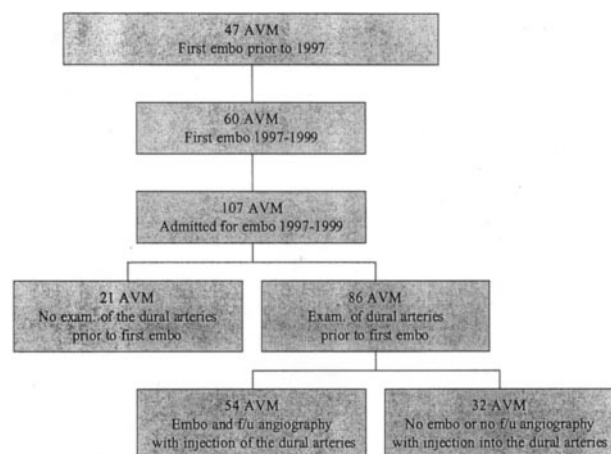 47 AVM
First embo prior to 1997
60 AVM
First embo 1997-1999
107 AVM
Admitted for embo 1997-1999
21 AVM
No exam. of the dural arteries
prior to first embo
86 AVM
Exam. of dural arteries
prior to first embo
54 AVM
Embo and f/u angiography
with injection of the dural arteries
32 AVM
No embo or no f/u angiography
with injection into the dural arteries